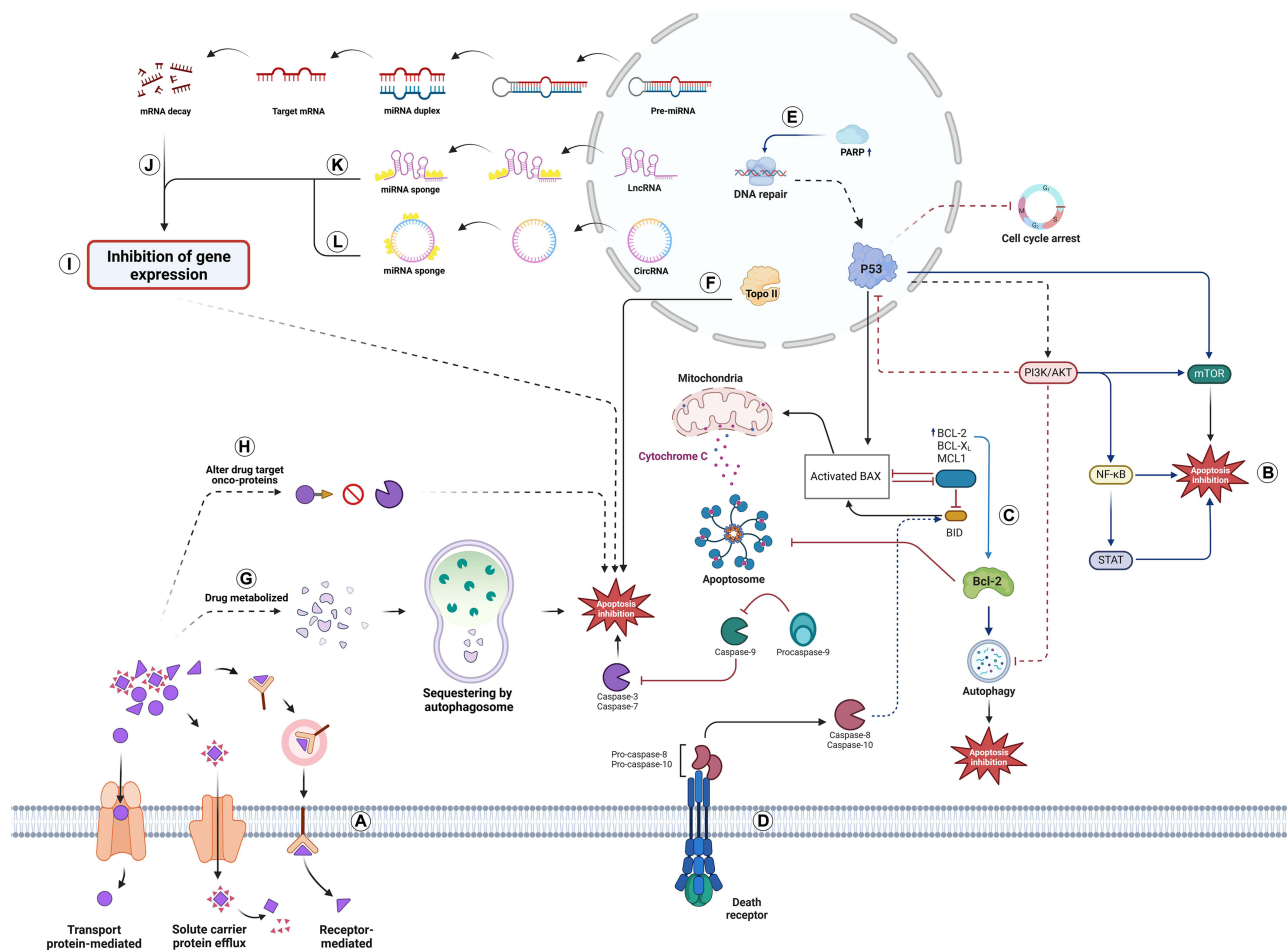 mRNA decay
Target mRNA
miRNA duplex
Pre-miRNA
E
PARP ↑
DNA repair
J
K
miRNA sponge
LncRNA
G₁
M
S
G₂
Cell cycle arrest
L
miRNA sponge
CircRNA
I
Inhibition of gene
expression
P53
F
Topo II
PI3K/AKT
mTOR
Mitochondria
Cytochrome C
↑BCL-2
BCL-X_L
MCL1
Activated BAX
BID
C
NF-κB
Apoptosis
inhibition
B
STAT
H
Alter drug target
onco-proteins
G
Drug metabolized
Sequestering by
autophagosome
Apoptosis
inhibition
Apoptosome
Bcl-2
Caspase-9
Procaspase-9
Caspase-3
Caspase-7
Autophagy
Caspase-8
Caspase-10
Pro-caspase-8
Pro-caspase-10
Apoptosis
inhibition
A
D
Death
receptor
Transport
protein-mediated
Solute carrier
protein efflux
Receptor-
mediated